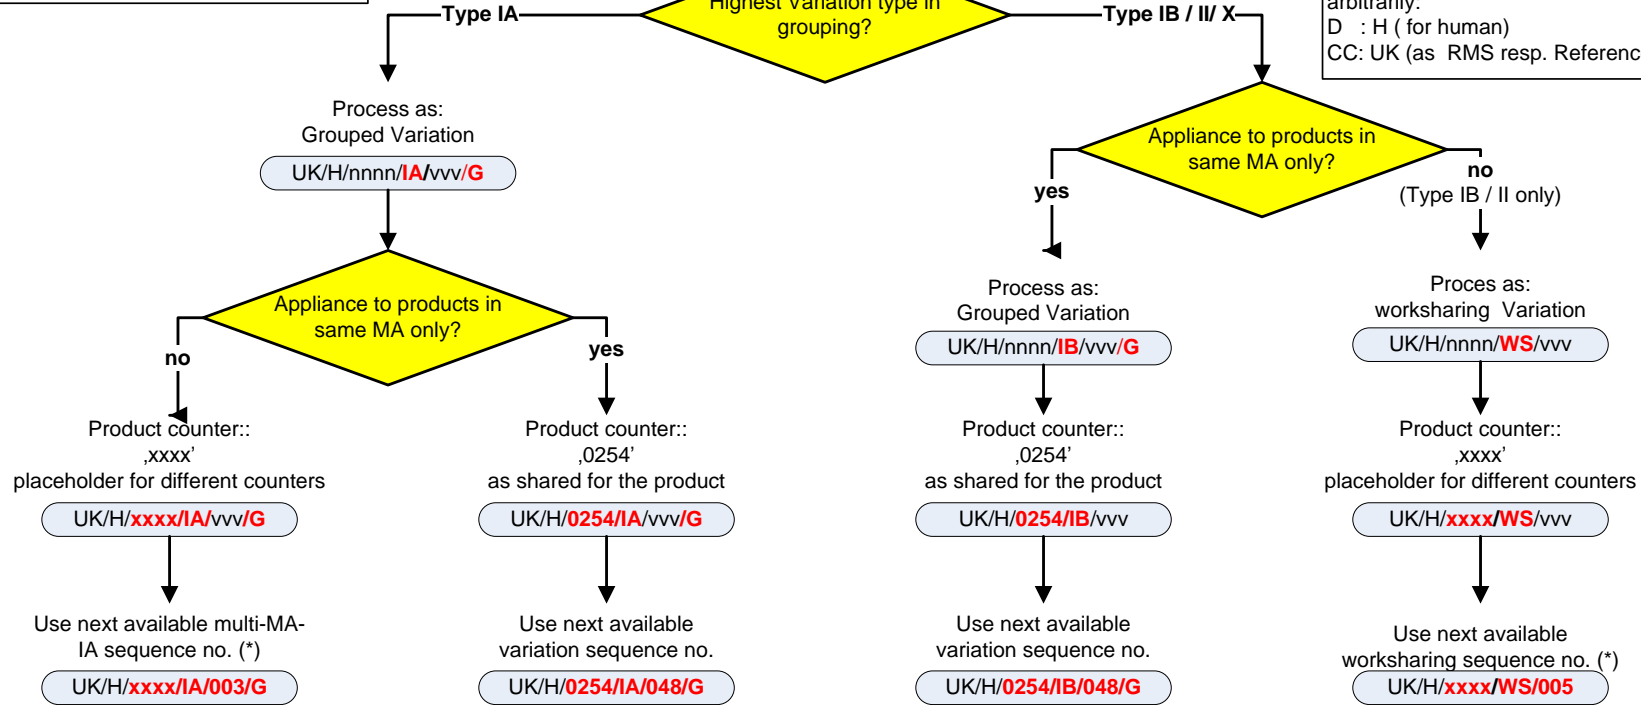 Highest Variation type in
grouping?
Type IA
Type IB / II/ X
arbitrarily:
D : H ( for human)
CC: UK (as RMS resp. Referenc
Process as:
Grouped Variation
UK/H/nnnn/IA/vvv/G
Appliance to products in
same MA only?
yes
no
(Type IB / II only)
Appliance to products in
same MA only?
no
yes
Process as:
Grouped Variation
UK/H/nnnn/IB/vvv/G
Proces as:
worksharing Variation
UK/H/nnnn/WS/vvv
Product counter::
‚xxxx’
placeholder for different counters
UK/H/xxxx/IA/vvv/G
Product counter::
‚0254’
as shared for the product
UK/H/0254/IA/vvv/G
Product counter::
‚0254’
as shared for the product
UK/H/0254/IB/vvv
Product counter::
‚xxxx’
placeholder for different counters
UK/H/xxxx/WS/vvv
Use next available multi-MA-
IA sequence no. (*)
UK/H/xxxx/IA/003/G
Use next available
variation sequence no.
UK/H/0254/IA/048/G
Use next available
variation sequence no.
UK/H/0254/IB/048/G
Use next available
worksharing sequence no. (*)
UK/H/xxxx/WS/005